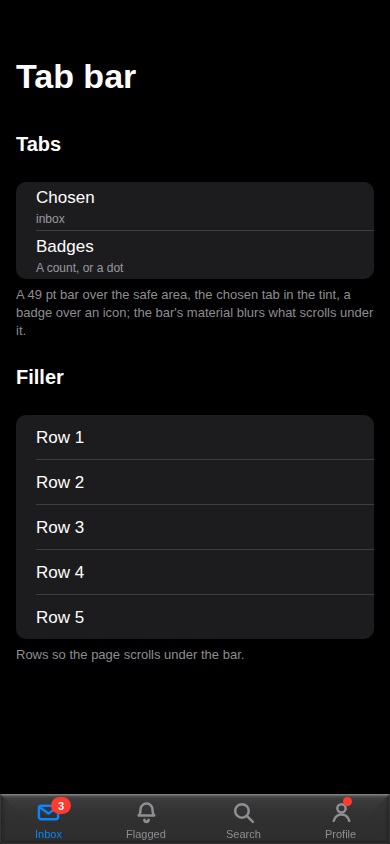 Tab bar
Tabs
Chosen
inbox
Badges
A count, or a dot
A 49 pt bar over the safe area, the chosen tab in the tint, a
badge over an icon; the bar's material blurs what scrolls under
it.
Filler
Row 1
Row 2
Row 3
Row 4
Row 5
Rows so the page scrolls under the bar.
3
Inbox
Flagged
Search
Profile